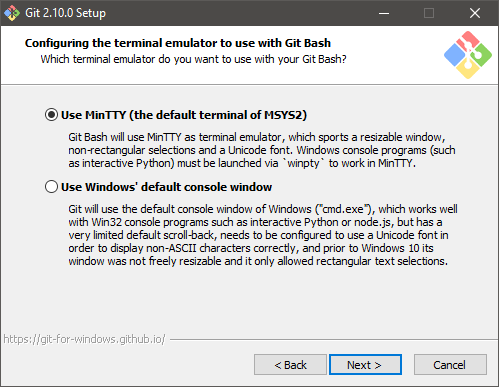 Git 2.10.0 Setup
Configuring the terminal emulator to use with Git Bash
Which terminal emulator do you want to use with your Git Bash?
Use MinTTY (the default terminal of MSYS2)
Git Bash will use MinTTY as terminal emulator, which sports a resizable window,
non-rectangular selections and a Unicode font. Windows console programs (such
as interactive Python) must be launched via `winpty` to work in MinTTY.
Use Windows' default console window
Git will use the default console window of Windows ("cmd.exe"), which works well
with Win32 console programs such as interactive Python or node.js, but has a
very limited default scroll-back, needs to be configured to use a Unicode font in
order to display non-ASCII characters correctly, and prior to Windows 10 its
window was not freely resizable and it only allowed rectangular text selections.
https://git-for-windows.github.io/
< Back
Next >
Cancel